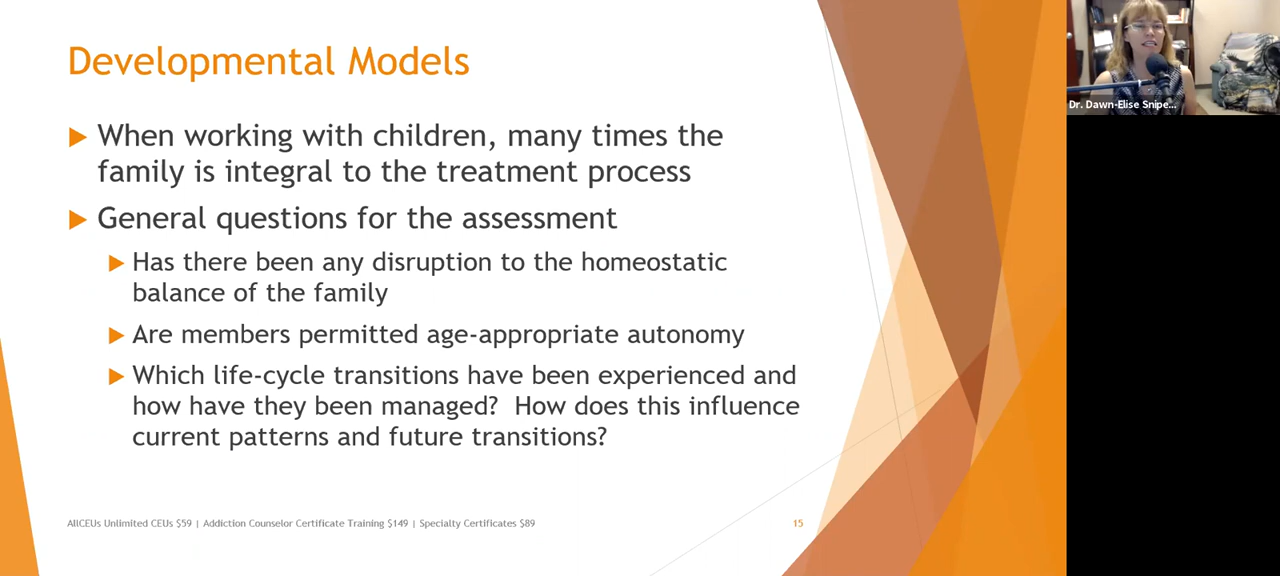 Developmental Models
When working with children, many times the
family is integral to the treatment process
General questions for the assessment
Has there been any disruption to the homeostatic
balance of the family
Are members permitted age-appropriate autonomy
Which life-cycle transitions have been experienced and
how have they been managed? How does this influence
current patterns and future transitions?
AllCEUs Unlimited CEUs $59 | Addiction Counselor Certificate Training $149 | Specialty Certificates $89
15
Dr. Dawn-Elise Snipe...